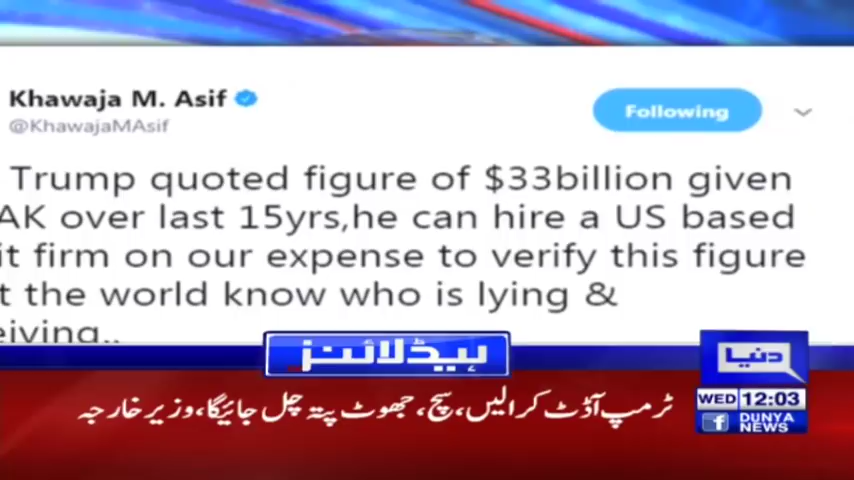 Khawaja M. Asif
@KhawajaMAsif
Following
Trump quoted figure of $33billion given
AK over last 15yrs,he can hire a US based
it firm on our expense to verify this figure
t the world know who is lying &
eiving..
ہیڈلائنز
دنیا
WED 12:03
DUNYA
NEWS
ٹرمپ آڈٹ کرالیں، سچ، جھوٹ پتہ چل جائیگا، وزیر خارجہ